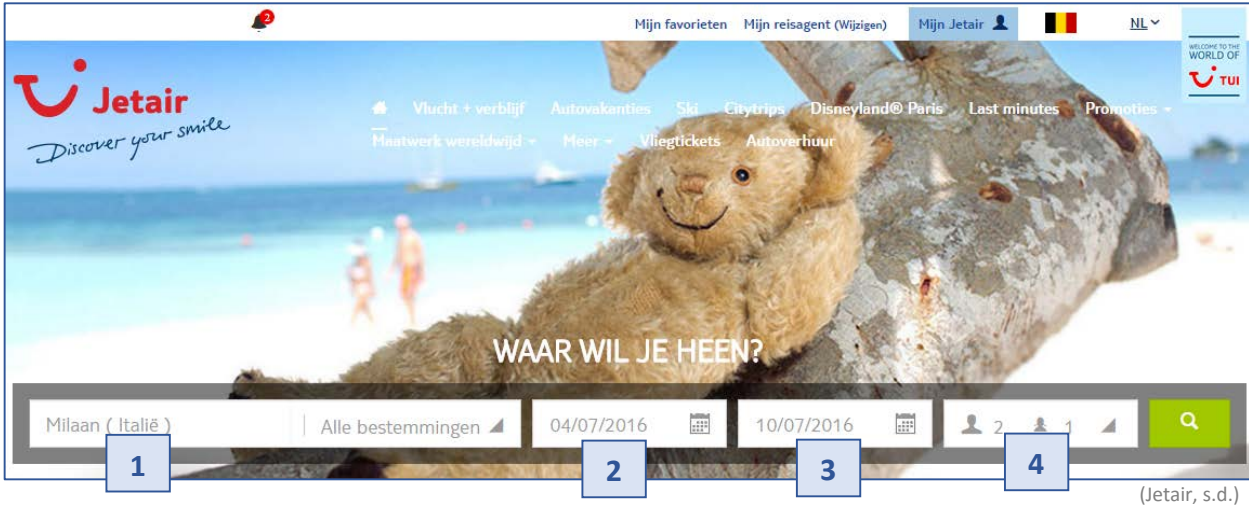 2
Mijn favorieten Mijn reisagent (Wijzigen) Mijn Jetair NL
WELCOME TO THE
WORLD OF
TUI
Jetair
Discover your smile
Vlucht + verblijf Autovakanties Ski Citytrips Disneyland® Paris Last minutes Promoties
Maatwerk wereldwijd Meer Vliegtickets Autoverhuur
WAAR WIL JE HEEN?
Milaan ( Italië ) Alle bestemmingen 04/07/2016 10/07/2016 2 1
1 2 3 4
(Jetair, s.d.)